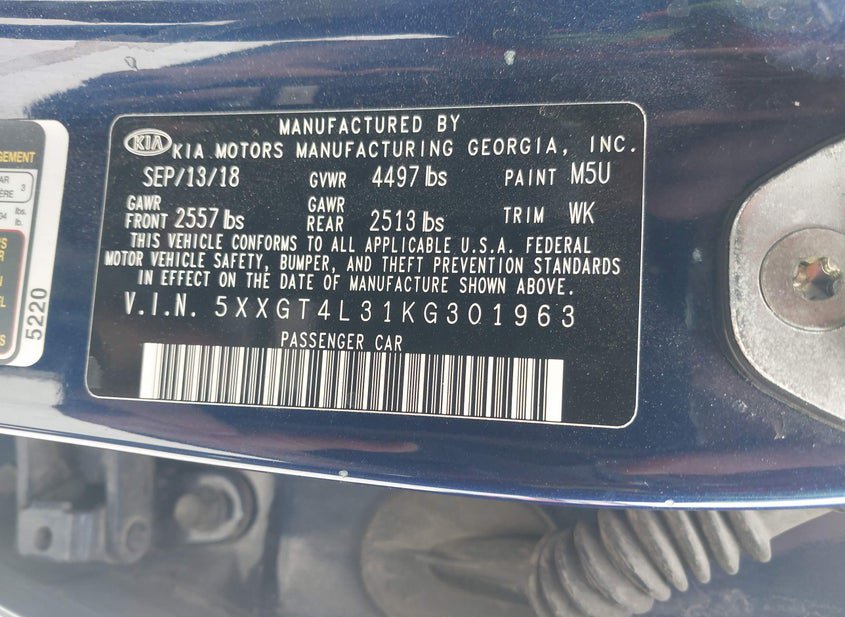 MANUFACTURED BY
KIA KIA MOTORS MANUFACTURING GEORGIA, INC.
SEP/13/18 GVWR 4497 lbs PAINT M5U
GAWR FRONT 2557 lbs GAWR REAR 2513 lbs TRIM WK
THIS VEHICLE CONFORMS TO ALL APPLICABLE U.S.A. FEDERAL
MOTOR VEHICLE SAFETY, BUMPER, AND THEFT PREVENTION STANDARDS
IN EFFECT ON THE DATE OF MANUFACTURE SHOWN ABOVE.
V.I.N. 5XXGT4L31KG301963
PASSENGER CAR
5220